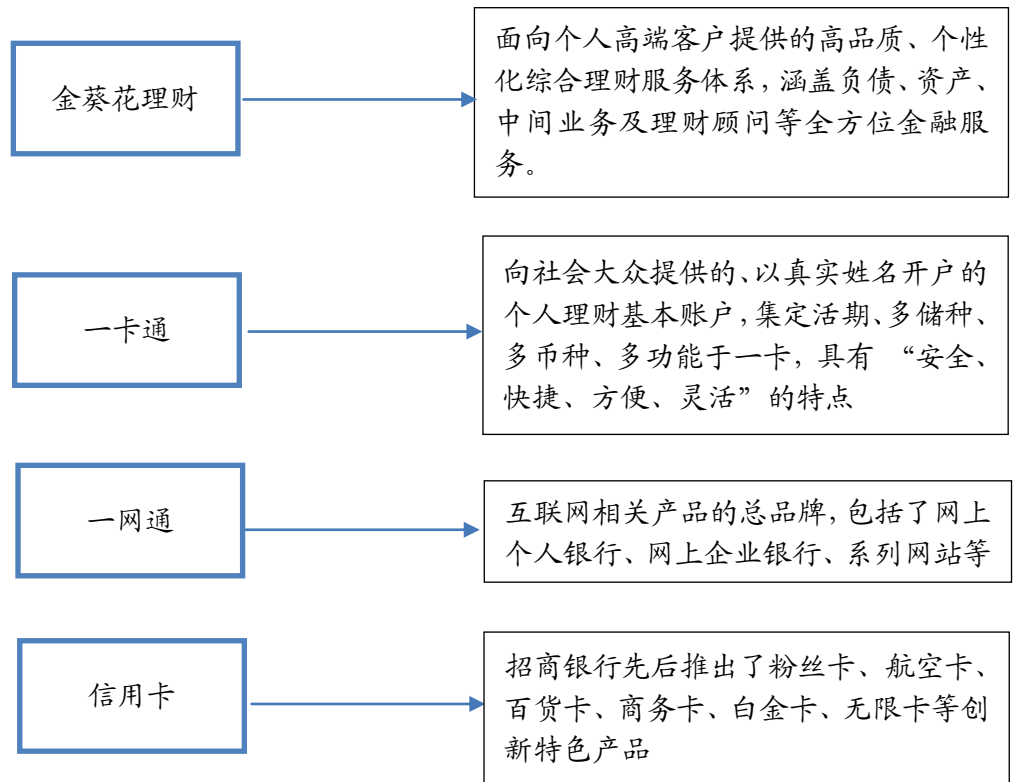 金葵花理财
面向个人高端客户提供的高品质、个性
化综合理财服务体系，涵盖负债、资产、
中间业务及理财顾问等全方位金融服
务。
一卡通
向社会大众提供的、以真实姓名开户的
个人理财基本账户，集定活期、多储种、
多币种、多功能于一卡，具有 “安全、
快捷、方便、灵活”的特点
一网通
互联网相关产品的总品牌，包括了网上
个人银行、网上企业银行、系列网站等
信用卡
招商银行先后推出了粉丝卡、航空卡、
百货卡、商务卡、白金卡、无限卡等创
新特色产品